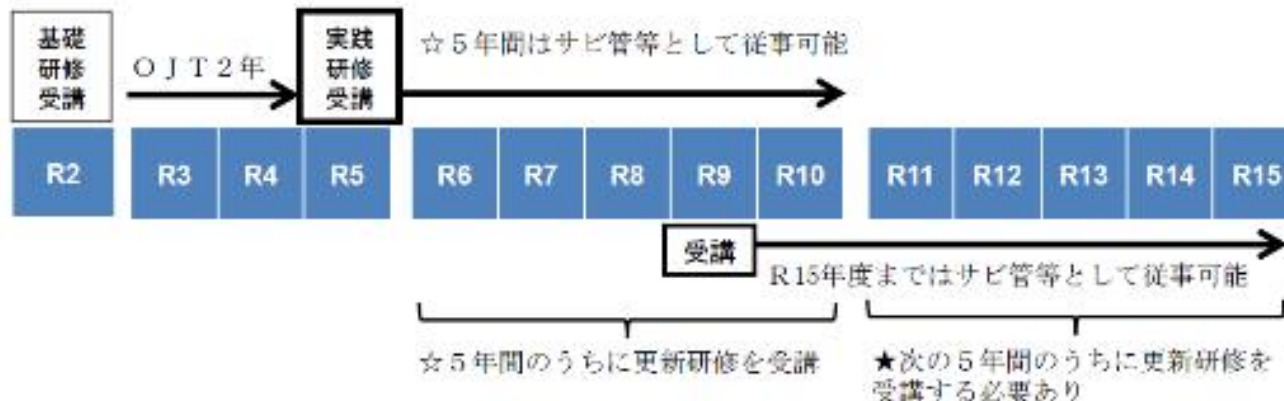 基礎
研修
受講
OJT2年
実践
研修
受講
☆5年間はサビ管等として従事可能
R2
R3
R4
R5
R6
R7
R8
R9
R10
R11
R12
R13
R14
R15
受講
R15年度まではサビ管等として従事可能
☆5年間のうちに更新研修を受講
★次の5年間のうちに更新研修を
受講する必要あり